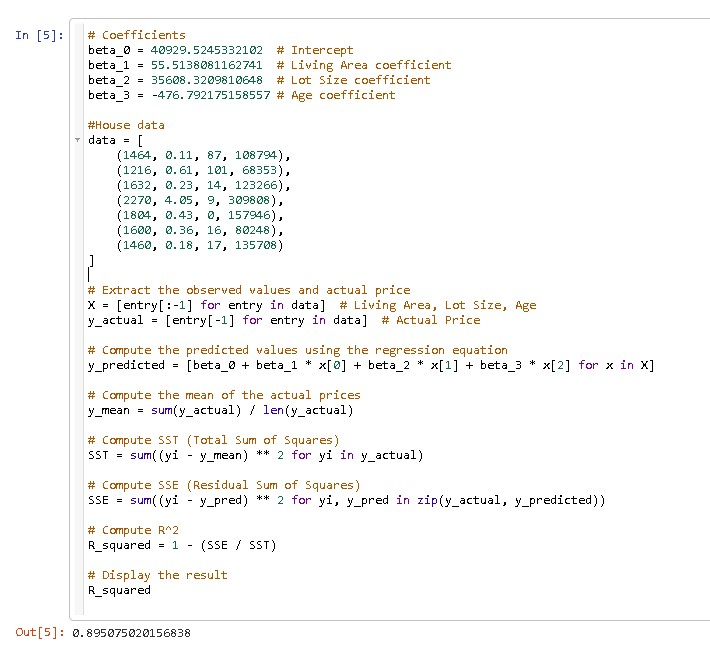 In [5]:
# Coefficients
beta_0 = 40929.5245332102  # Intercept
beta_1 = 55.5138081162741  # Living Area coefficient
beta_2 = 35608.3209810648  # Lot Size coefficient
beta_3 = -476.792175158557 # Age coefficient
#House data
data = [
    (1464, 0.11, 87, 108794),
    (1216, 0.61, 101, 68353),
    (1632, 0.23, 14, 123266),
    (2270, 4.05, 9, 309808),
    (1804, 0.43, 0, 157946),
    (1600, 0.36, 16, 80248),
    (1460, 0.18, 17, 135708)
]
# Extract the observed values and actual price
X = [entry[:-1] for entry in data]  # Living Area, Lot Size, Age
y_actual = [entry[-1] for entry in data]  # Actual Price
# Compute the predicted values using the regression equation
y_predicted = [beta_0 + beta_1 * x[0] + beta_2 * x[1] + beta_3 * x[2] for x in X]
# Compute the mean of the actual prices
y_mean = sum(y_actual) / len(y_actual)
# Compute SST (Total Sum of Squares)
SST = sum((yi - y_mean) ** 2 for yi in y_actual)
# Compute SSE (Residual Sum of Squares)
SSE = sum((yi - y_pred) ** 2 for yi, y_pred in zip(y_actual, y_predicted))
# Compute R^2
R_squared = 1 - (SSE / SST)
# Display the result
R_squared
Out[5]: 0.895075020156838